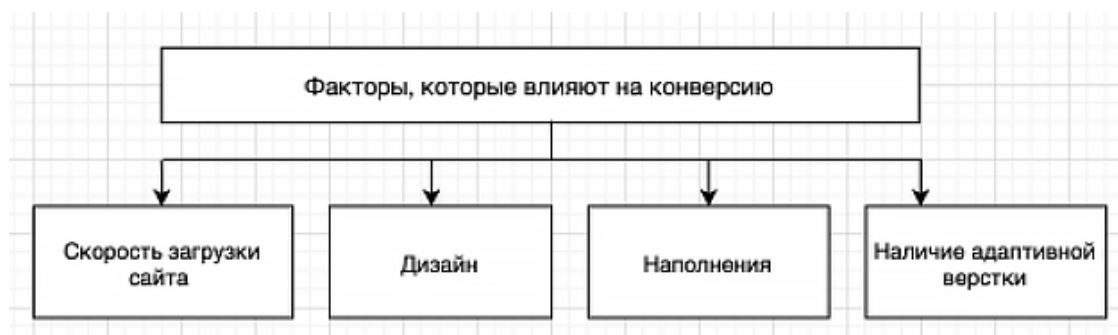 Факторы, которые влияют на конверсию
Скорость загрузки
сайта
Дизайн
Наполнения
Наличие адаптивной
верстки